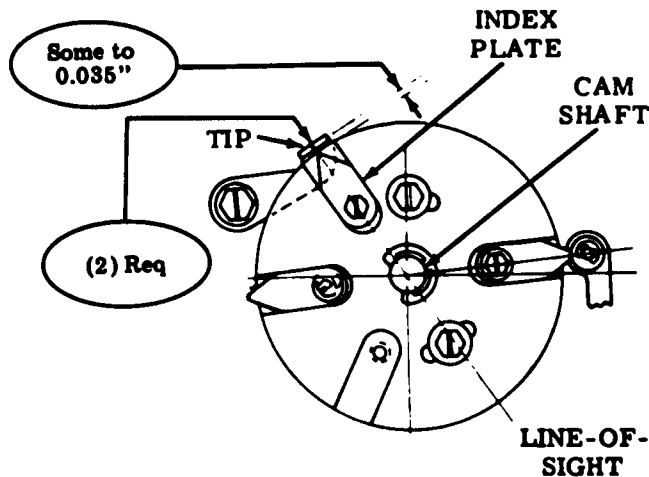 Some to
0.035"
INDEX
PLATE
CAM
SHAFT
TIP
(2) Req
LINE-OF-
SIGHT